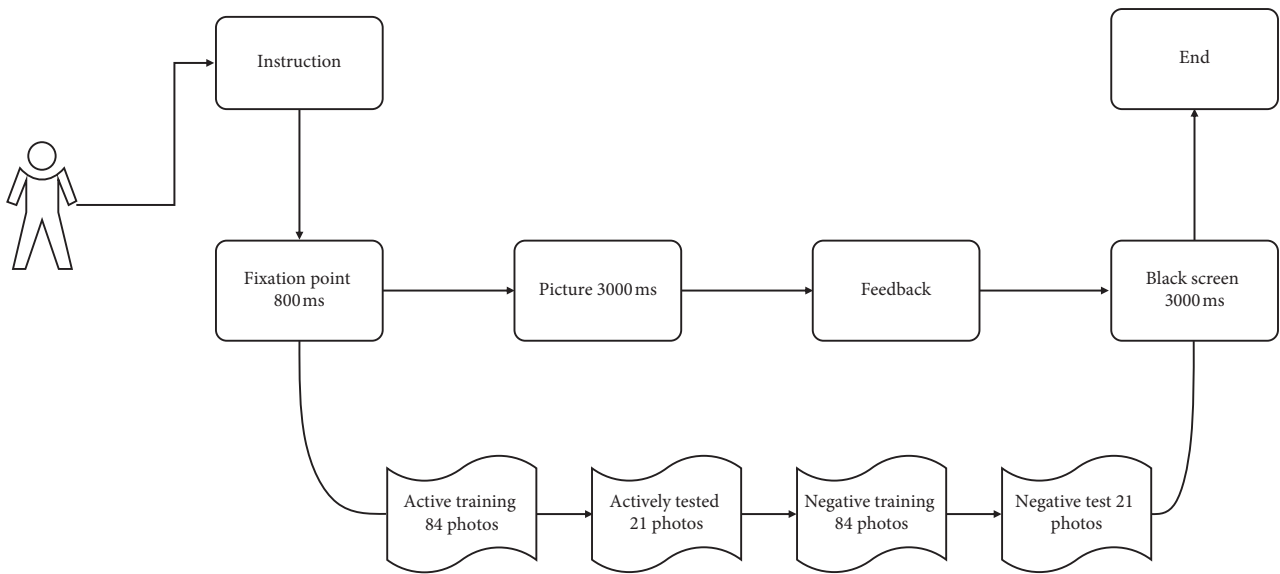 Instruction
End
Fixation point
800 ms
Picture 3000 ms
Feedback
Black screen
3000 ms
Active training
84 photos
Actively tested
21 photos
Negative training
84 photos
Negative test 21
photos